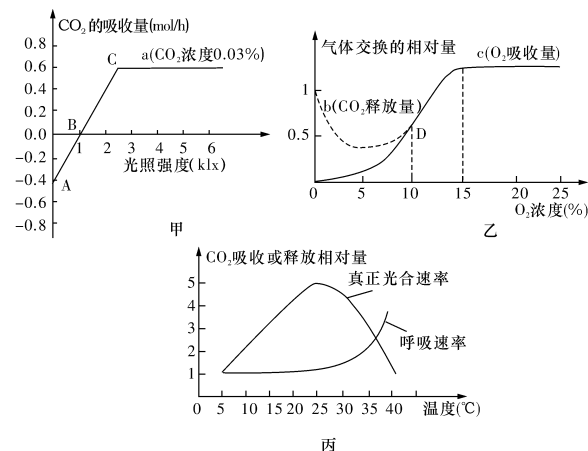 CO₂的吸收量(mol/h)
0.8
0.6
0.4
0.2
0.0
-0.2
-0.4
-0.6
-0.8
A
B
C
a(CO₂浓度0.03%)
1 2 3 4 5 6
光照强度(klx)
甲
气体交换的相对量
c(O₂吸收量)
1
b(CO₂释放量)
0.5
D
0 5 10 15 20 25
O₂浓度(%)
乙
CO₂吸收或释放相对量
5
4
3
2
1
真正光合速率
呼吸速率
0 5 10 15 20 25 30 35 40 温度(℃)
丙